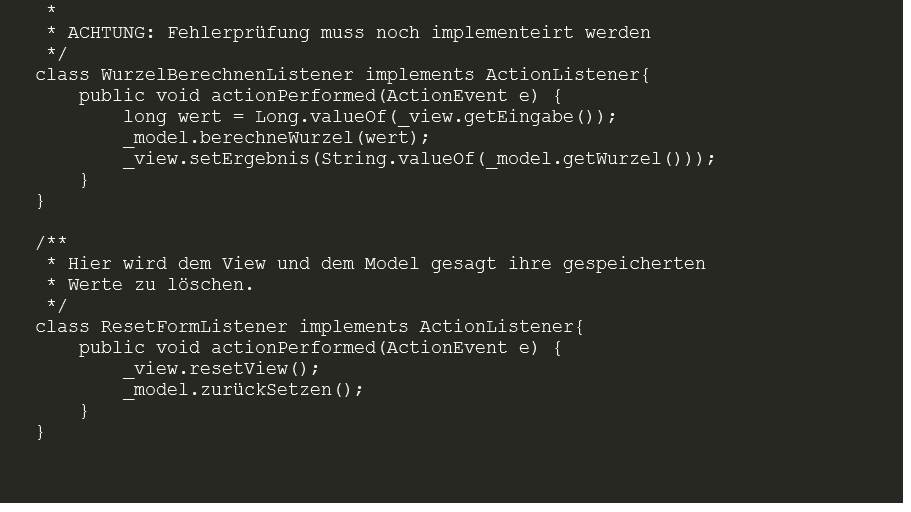 *
 * ACHTUNG: Fehlerprüfung muss noch implementeirt werden
 */
class WurzelBerechnenListener implements ActionListener{
    public void actionPerformed(ActionEvent e) {
        long wert = Long.valueOf(_view.getEingabe());
        _model.berechneWurzel(wert);
        _view.setErgebnis(String.valueOf(_model.getWurzel()));
    }
}

/**
 * Hier wird dem View und dem Model gesagt ihre gespeicherten
 * Werte zu löschen.
 */
class ResetFormListener implements ActionListener{
    public void actionPerformed(ActionEvent e) {
        _view.resetView();
        _model.zurückSetzen();
    }
}